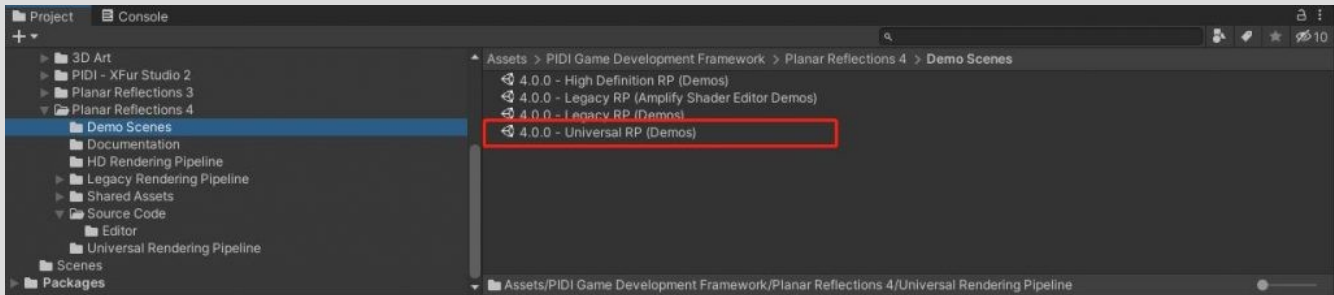 Project Console
10
3D Art
PIDI - XFur Studio 2
Planar Reflections 3
Planar Reflections 4
Demo Scenes
Documentation
HD Rendering Pipeline
Legacy Rendering Pipeline
Shared Assets
Source Code
Editor
Universal Rendering Pipeline
Scenes
Packages
Assets > PIDI Game Development Framework > Planar Reflections 4 > Demo Scenes
4.0.0 - High Definition RP (Demos)
4.0.0 - Legacy RP (Amplify Shader Editor Demos)
4.0.0 - Legacy RP (Demos)
4.0.0 - Universal RP (Demos)
Assets/PIDI Game Development Framework/Planar Reflections 4/Universal Rendering Pipeline